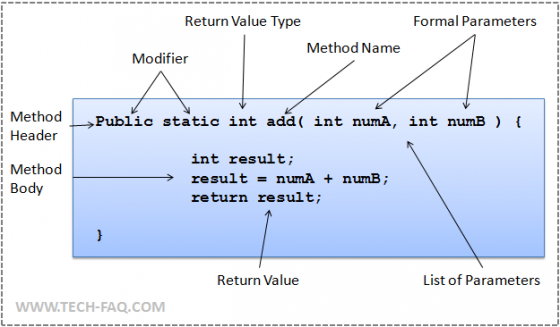 Return Value Type
Formal Parameters
Modifier
Method Name
Method Header
Public static int add( int numA, int numB ) {
Method Body
int result;
result = numA + numB;
return result;
}
Return Value
List of Parameters
WWW.TECH-FAQ.COM